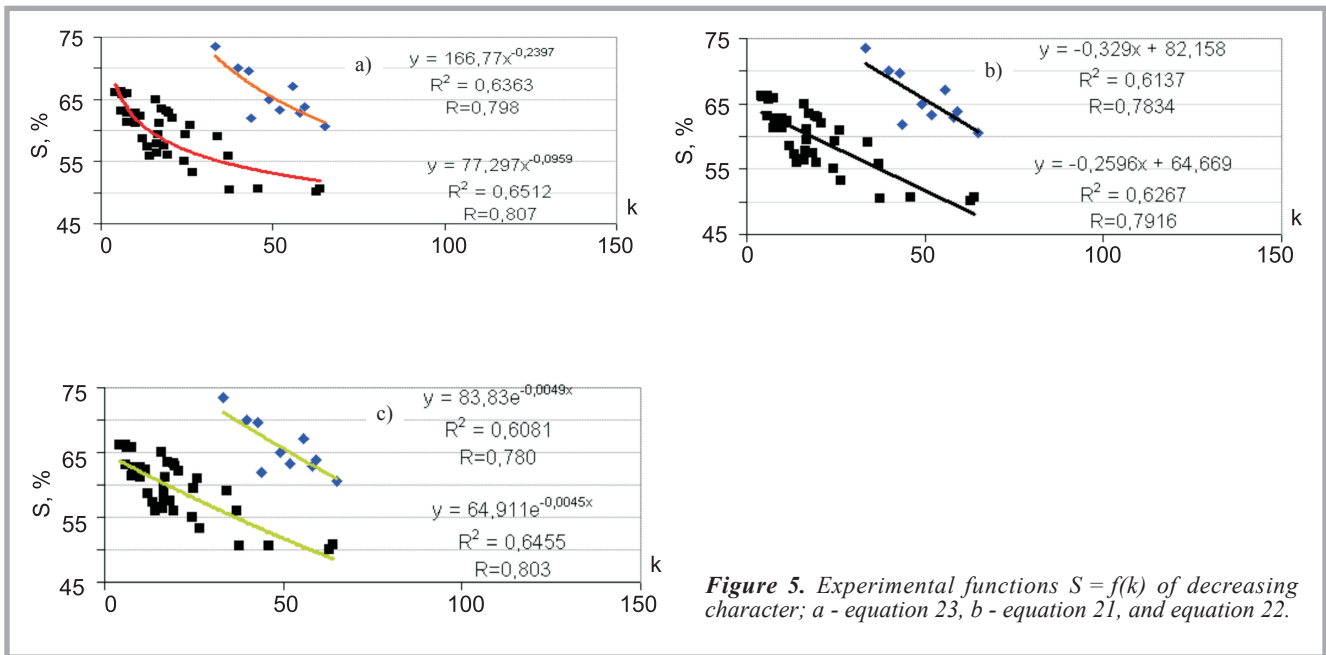 75
65
55
45
S, %
a)
y = 166,77x^-0,2397
R² = 0,6363
R=0,798
y = 77,297x^-0,0959
R² = 0,6512
R=0,807
k
0 50 100 150
75
65
55
45
S, %
b)
y = -0,329x + 82,158
R² = 0,6137
R=0,7834
y = -0,2596x + 64,669
R² = 0,6267
R=0,7916
k
0 50 100 150
75
65
55
45
S, %
c)
y = 83,83e^-0,0049x
R² = 0,6081
R=0,780
y = 64,911e^-0,0045x
R² = 0,6455
R=0,803
k
0 50 100 150
Figure 5. Experimental functions S = f(k) of decreasing
character; a - equation 23, b - equation 21, and equation 22.